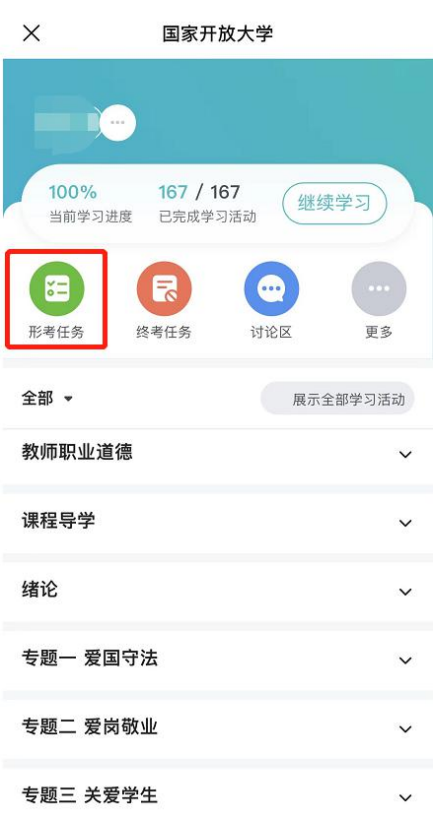 国家开放大学
100%
167 / 167
继续学习
当前学习进度
已完成学习活动
形考任务
终考任务
讨论区
更多
全部
展示全部学习活动
教师职业道德
课程导学
绪论
专题一 爱国守法
专题二 爱岗敬业
专题三 关爱学生